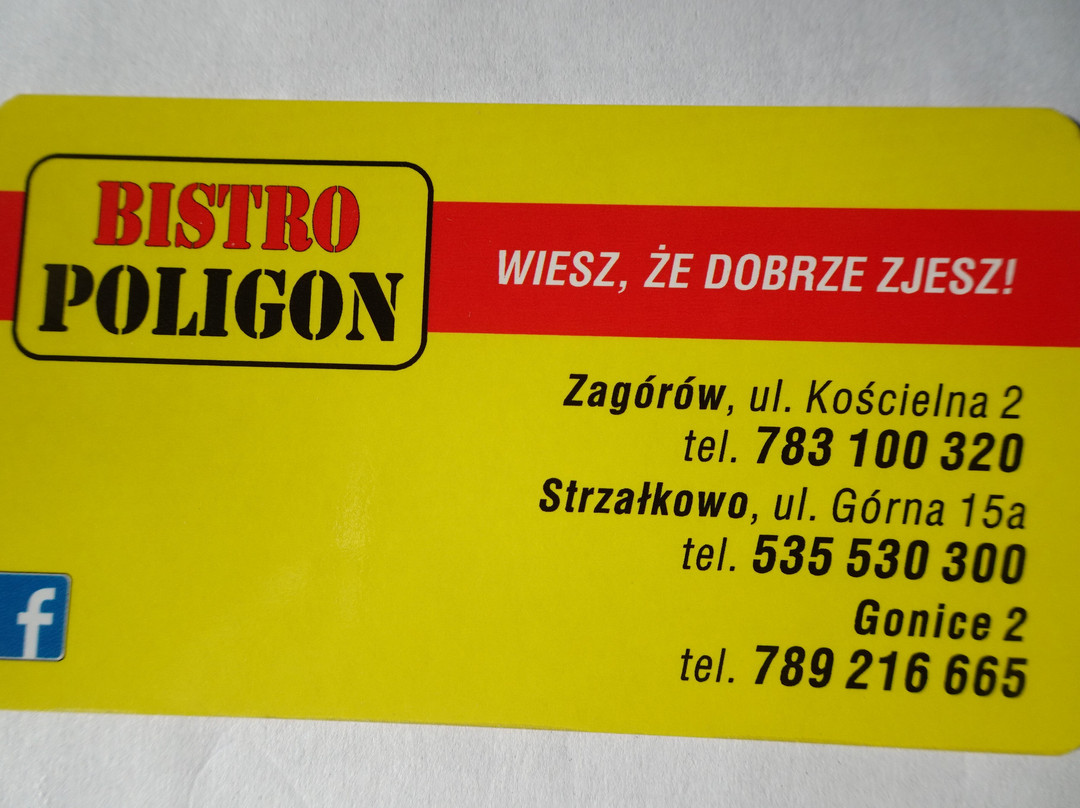 BISTRO
POLIGON
WIESZ, ŻE DOBRZE ZJESZ!
Zagórów, ul. Kościelna 2
tel. 783 100 320
Strzałkowo, ul. Górna 15a
tel. 535 530 300
Gonice 2
tel. 789 216 665
f